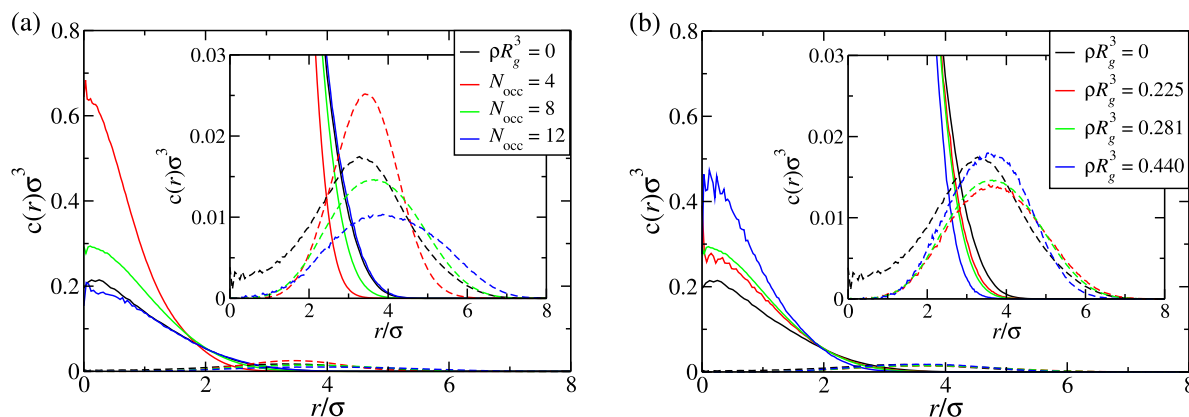 (a)
0.8
0.6
0.4
0.2
0
c(r)σ³
0 2 4 6 8
r/σ
0.03
0.02
0.01
0
c(r)σ³
0 2 4 6 8
r/σ
ρR_g³ = 0
N_occ = 4
N_occ = 8
N_occ = 12
(b)
0.8
0.6
0.4
0.2
0
c(r)σ³
0 2 4 6 8
r/σ
0.03
0.02
0.01
0
c(r)σ³
0 2 4 6 8
r/σ
ρR_g³ = 0
ρR_g³ = 0.225
ρR_g³ = 0.281
ρR_g³ = 0.440